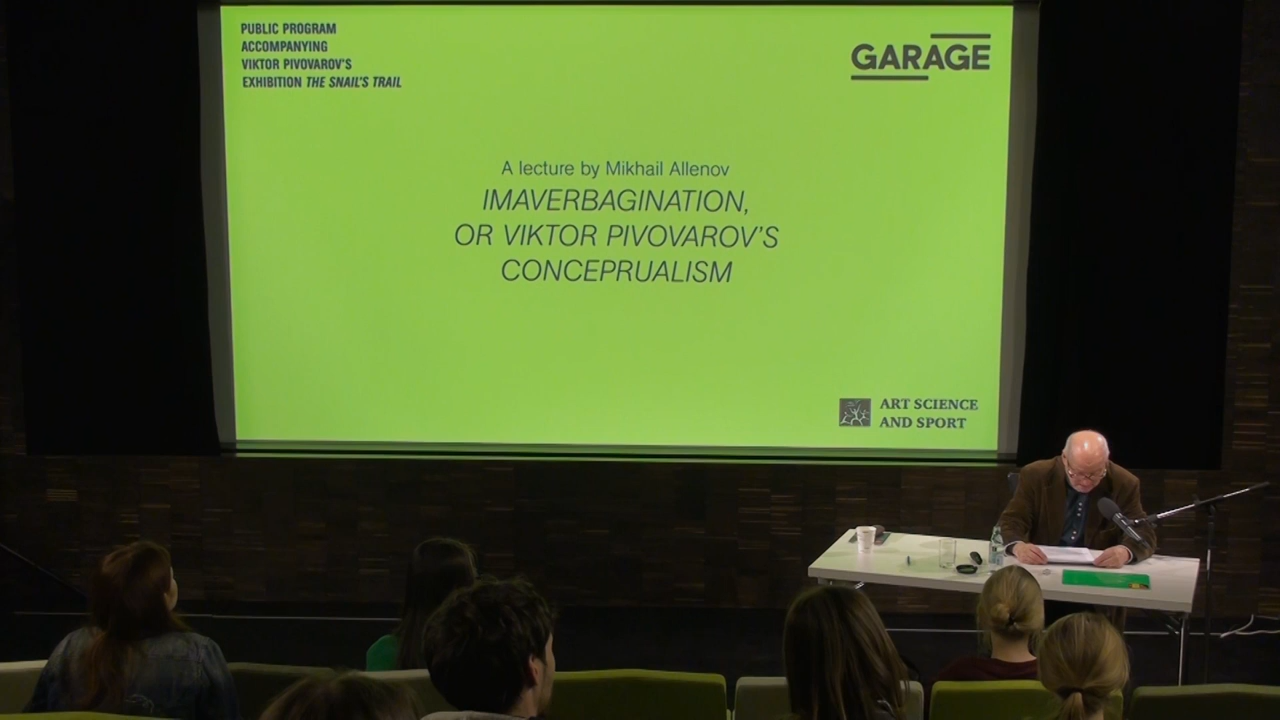 PUBLIC PROGRAM
ACCOMPANYING
VIKTOR PIVOVAROV'S
EXHIBITION THE SNAIL'S TRAIL
GARAGE
A lecture by Mikhail Allenov
IMAVERBAGINATION,
OR VIKTOR PIVOVAROV'S
CONCEPRUALISM
ART SCIENCE
AND SPORT